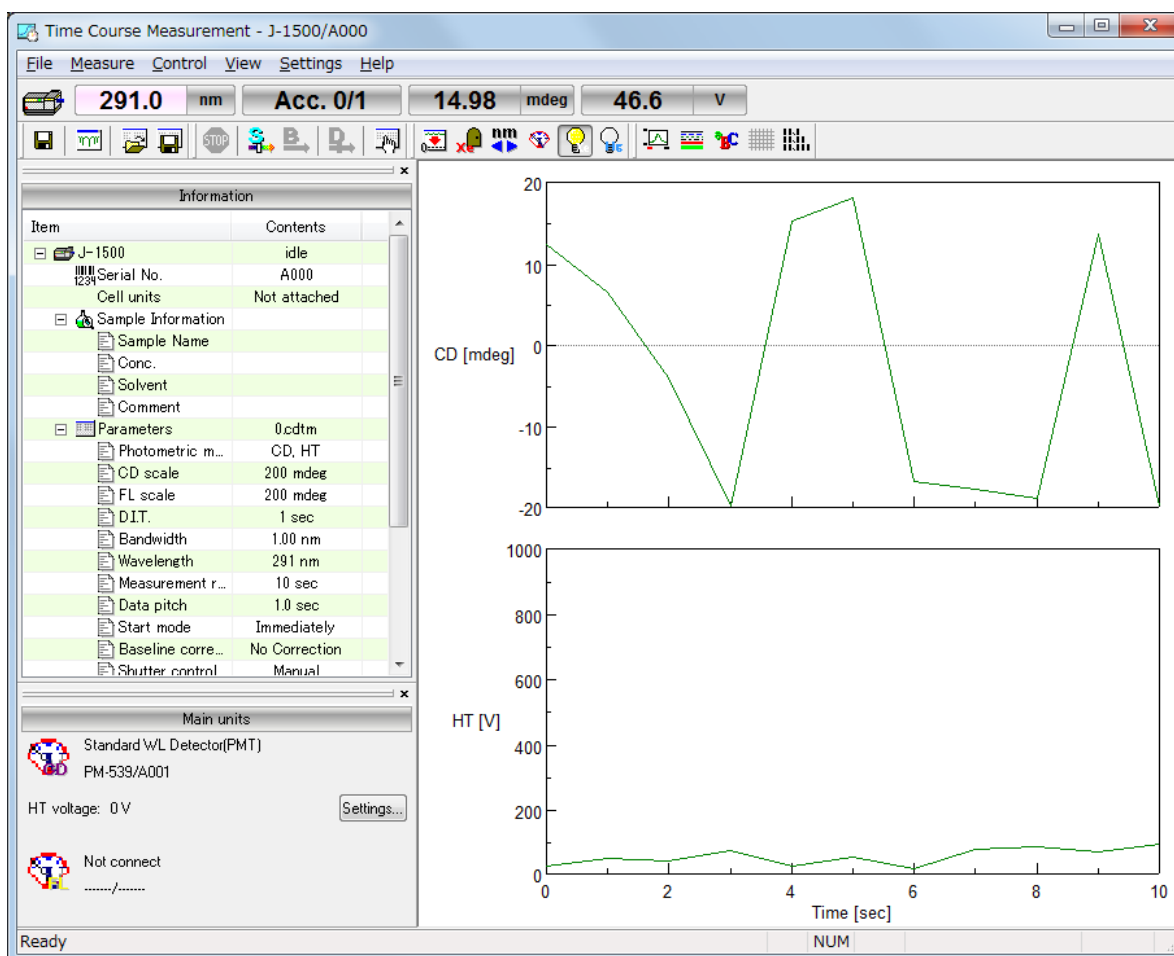 Time Course Measurement - J-1500/A000
File Measure Control View Settings Help
291.0 nm Acc. 0/1 14.98 mdeg 46.6 V
STOP S B D nm
Information
Item Contents
J-1500 idle
Serial No. A000
Cell units Not attached
Sample Information
Sample Name
Conc.
Solvent
Comment
Parameters 0.cdtm
Photometric m... CD, HT
CD scale 200 mdeg
FL scale 200 mdeg
D.I.T. 1 sec
Bandwidth 1.00 nm
Wavelength 291 nm
Measurement r... 10 sec
Data pitch 1.0 sec
Start mode Immediately
Baseline corre... No Correction
Shutter control Manual
Main units
Standard WL Detector(PMT)
PM-539/A001
HT voltage: 0 V Settings...
Not connect
-------/------
20
10
CD [mdeg] 0
-10
-20
1000
800
600
HT [V]
400
200
0
0 2 4 6 8 10
Time [sec]
Ready NUM